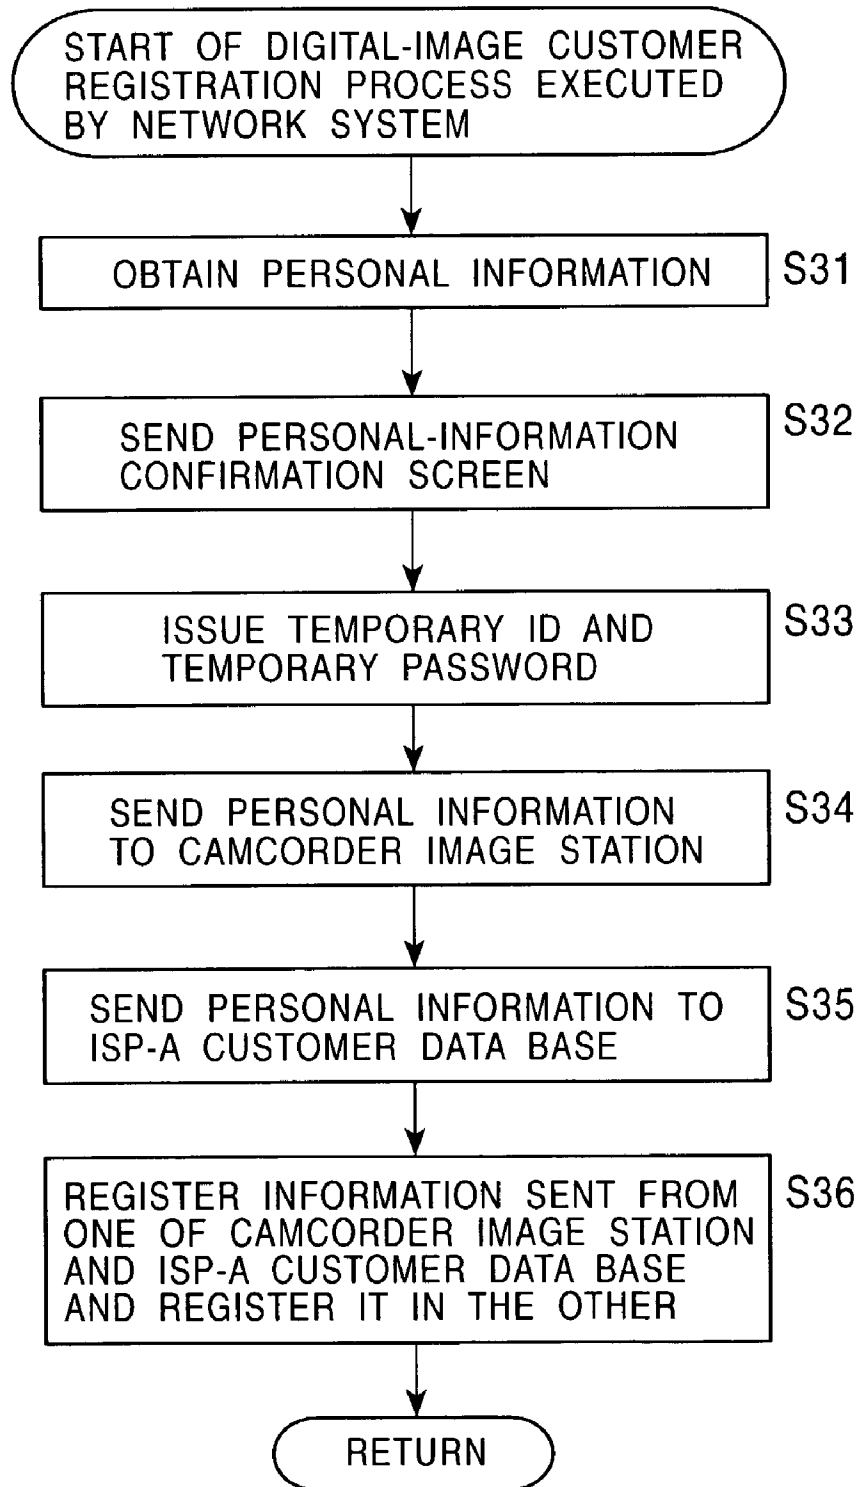 START OF DIGITAL-IMAGE CUSTOMER
REGISTRATION PROCESS EXECUTED
BY NETWORK SYSTEM
OBTAIN PERSONAL INFORMATION
S31
SEND PERSONAL-INFORMATION
CONFIRMATION SCREEN
S32
ISSUE TEMPORARY ID AND
TEMPORARY PASSWORD
S33
SEND PERSONAL INFORMATION
TO CAMCORDER IMAGE STATION
S34
SEND PERSONAL INFORMATION TO
ISP-A CUSTOMER DATA BASE
S35
REGISTER INFORMATION SENT FROM
ONE OF CAMCORDER IMAGE STATION
AND ISP-A CUSTOMER DATA BASE
AND REGISTER IT IN THE OTHER
S36
RETURN